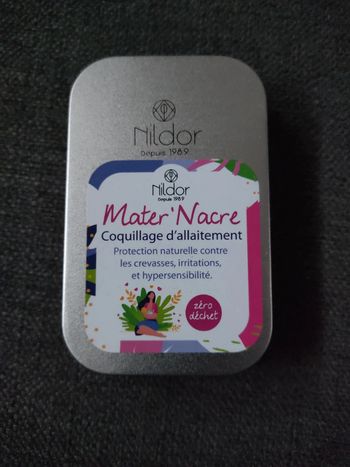 Nildor
Depuis 1989
Nildor
Depuis 1989
Mater'Nacre
Coquillage d'allaitement
Protection naturelle contre
les crevasses, irritations,
et hypersensibilité.
zéro
déchet